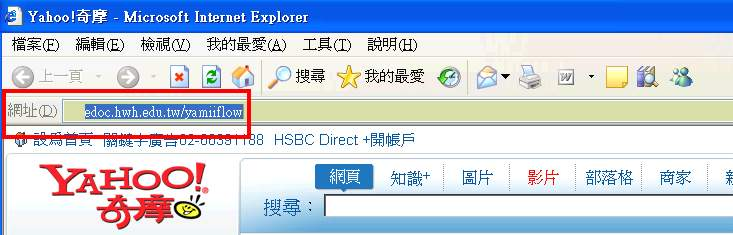 Yahoo!奇摩 - Microsoft Internet Explorer
檔案(F) 編輯(E) 檢視(V) 我的最愛(A) 工具(T) 說明(H)
上一頁 搜尋 我的最愛
網址(D) edoc.hwh.edu.tw/yamiiflow
設為首頁 關鍵字廣告02-66391188 HSBC Direct +開帳戶
YAHOO!
奇摩
網頁 知識+ 圖片 影片 部落格 商家
搜尋：